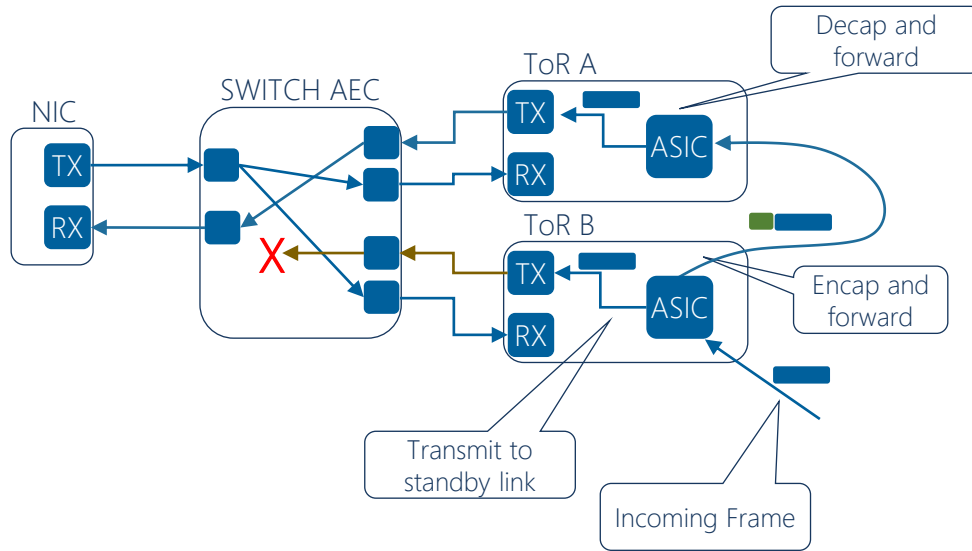 Decap and
forward
ToR A
SWITCH AEC
NIC
TX
ASIC
TX
RX
RX
ToR B
X
TX
ASIC
Encap and
forward
RX
Transmit to
standby link
Incoming Frame